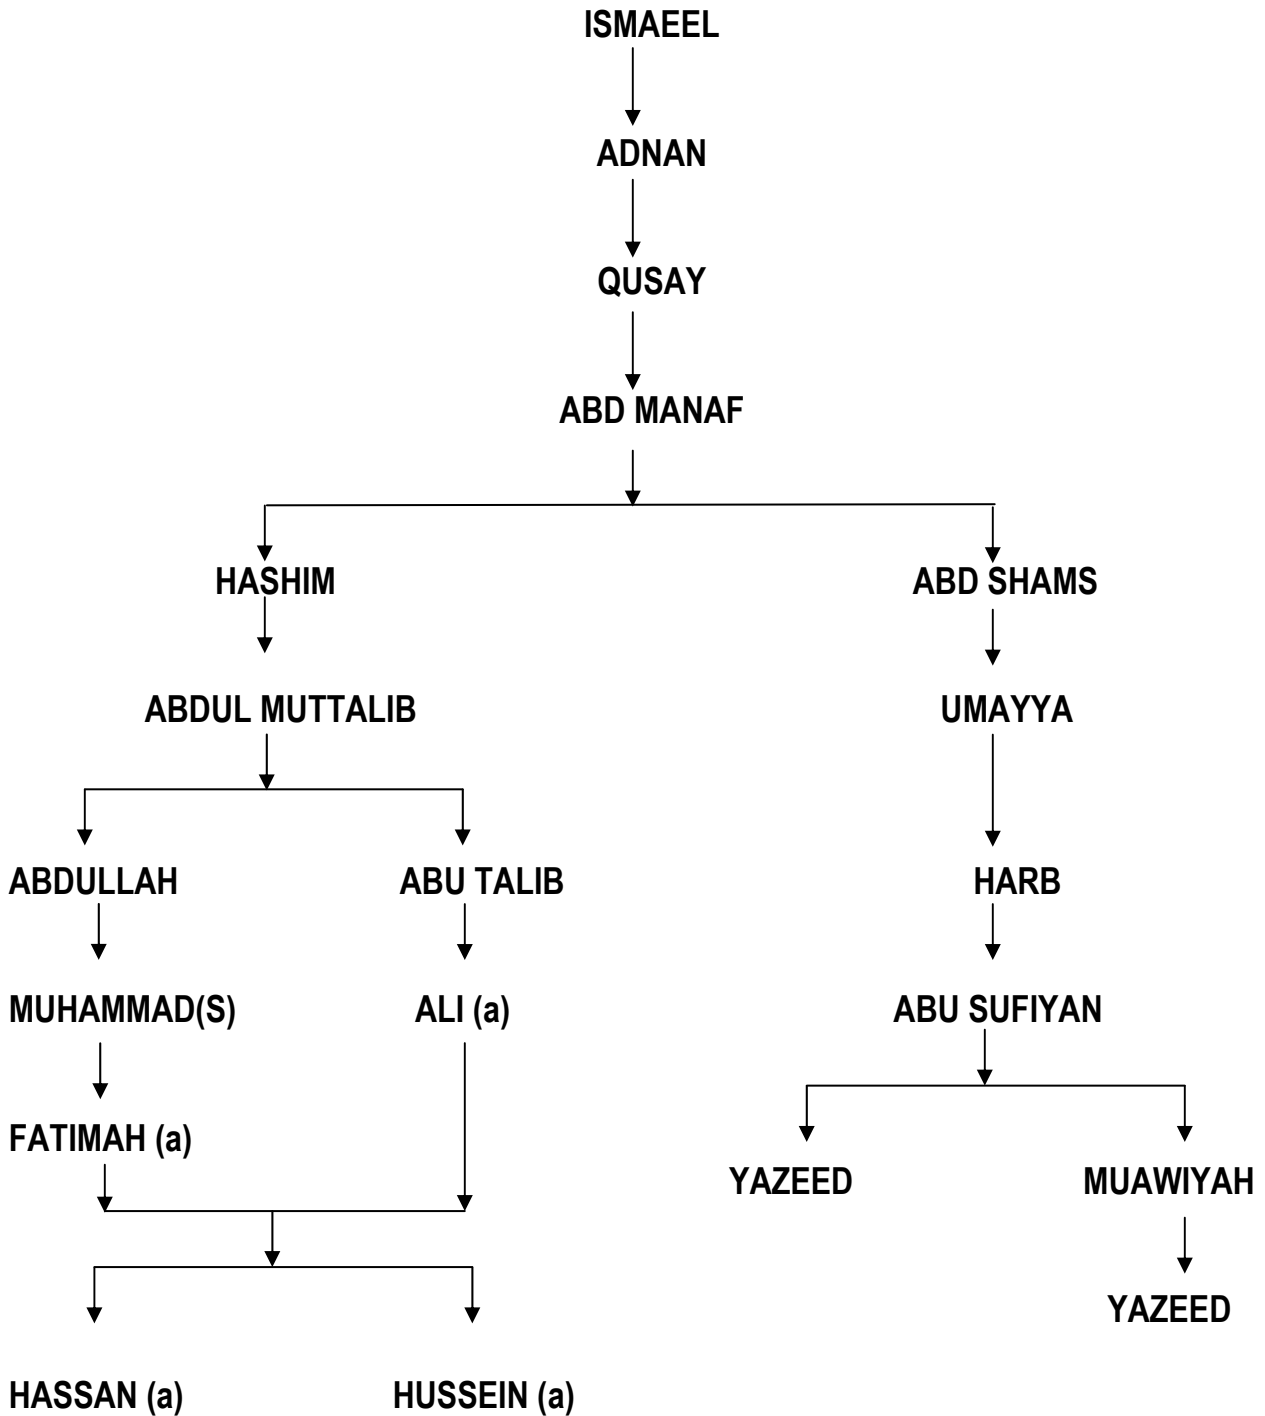 ISMAEEL
ADNAN
QUSAY
ABD MANAF
HASHIM
ABD SHAMS
ABDUL MUTTALIB
UMAYYA
ABDULLAH
ABU TALIB
HARB
MUHAMMAD(S)
ALI (a)
ABU SUFIYAN
FATIMAH (a)
YAZEED
MUAWIYAH
YAZEED
HASSAN (a)
HUSSEIN (a)